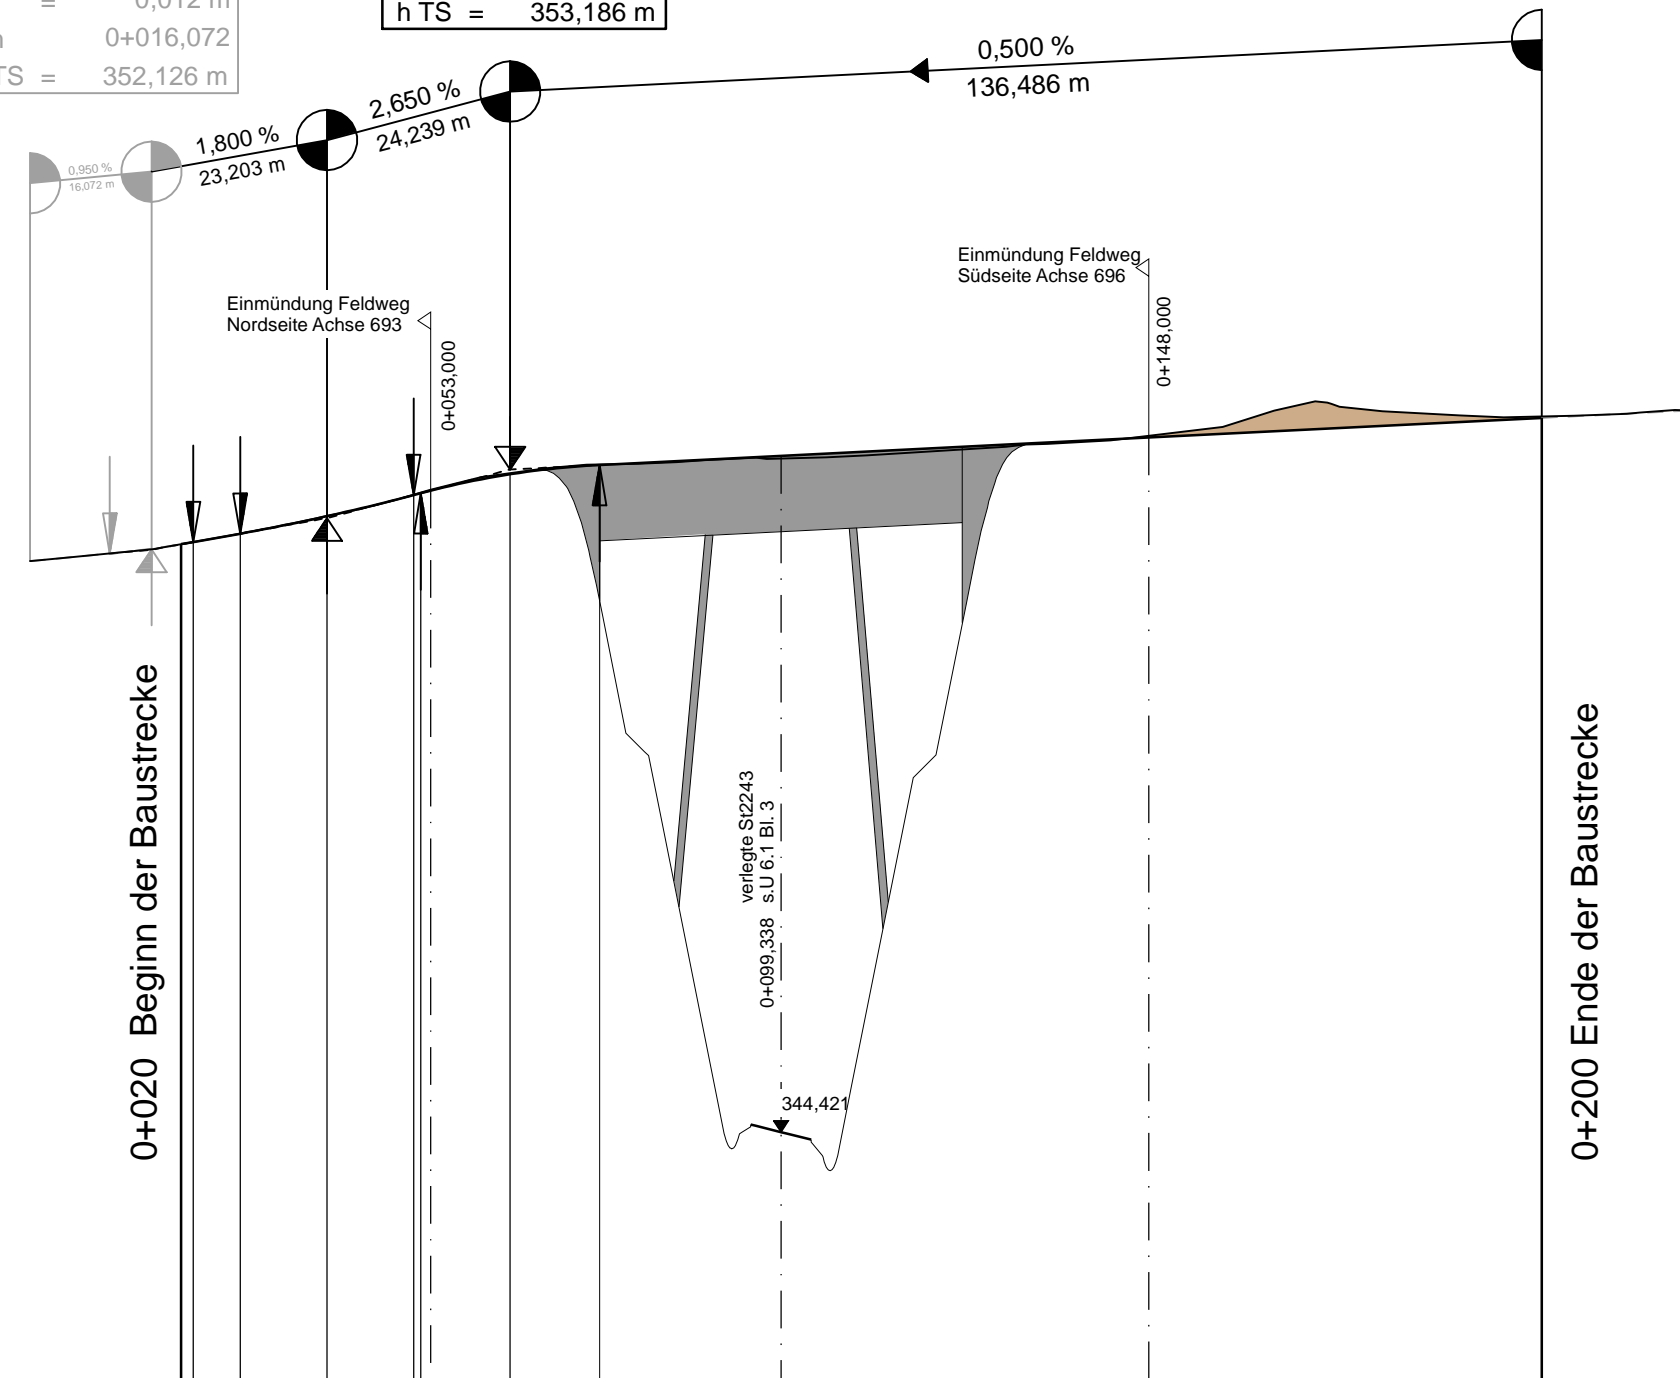 = 0,012 m
0+016,072
TS = 352,126 m
h TS = 353,186 m
0,500 %
136,486 m
2,650 %
24,239 m
1,800 %
23,203 m
0,950 %
16,072 m
Einmündung Feldweg
Südseite Achse 696
0+148,000
Einmündung Feldweg
Nordseite Achse 693
0+053,000
0+020 Beginn der Baustrecke
verlegte St2243
0+099,338 s.U 6.1 Bl. 3
344,421
0+200 Ende der Baustrecke